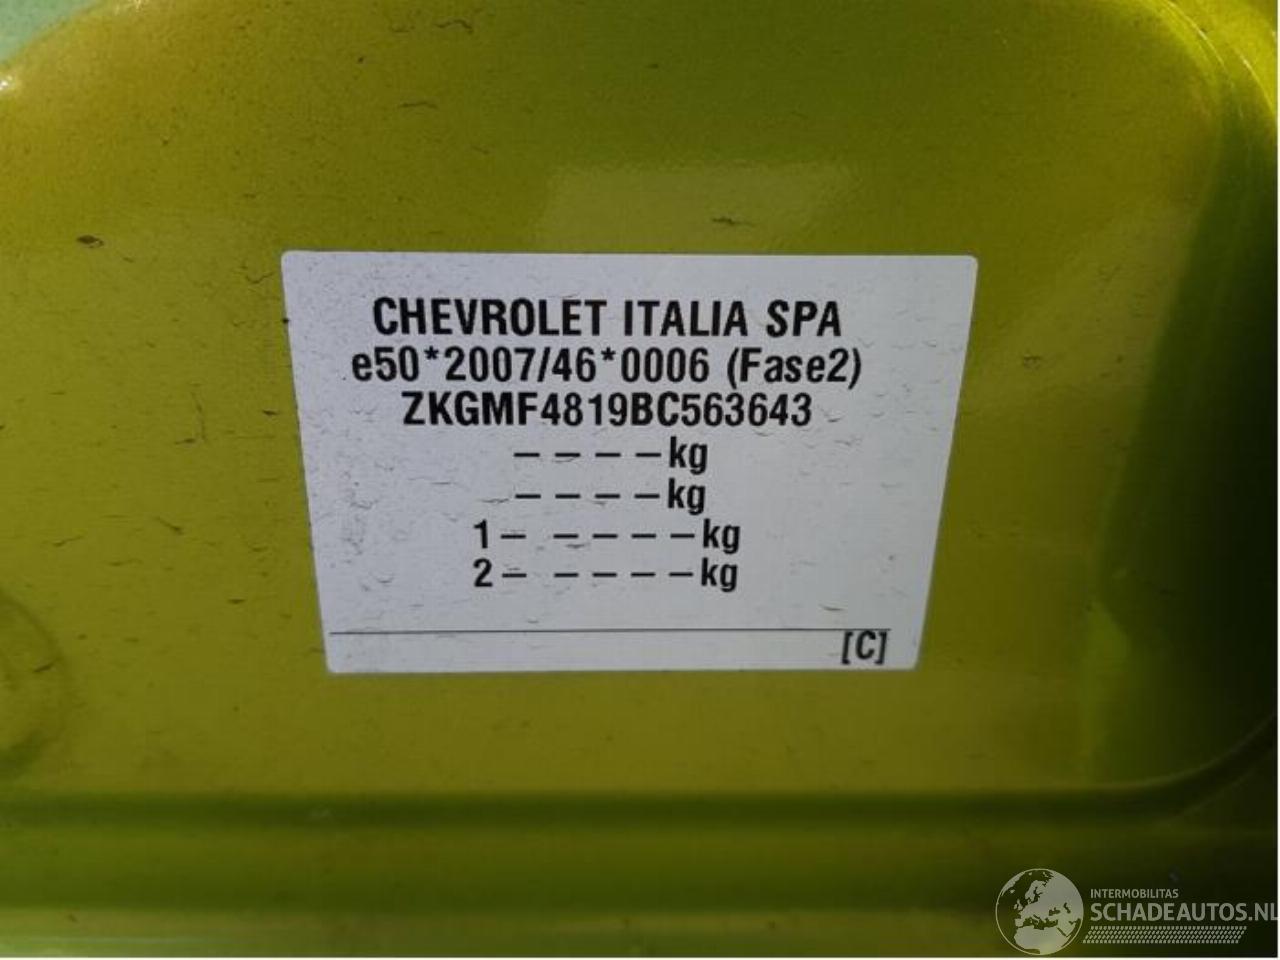 CHEVROLET ITALIA SPA
e50*2007/46*0006 (Fase2)
ZKGMF4819BC563643
– – – – kg
– – – – kg
1– – – – – kg
2– – – – – kg
[C]
INTERMOBILITAS
SCHADEAUTOS.NL